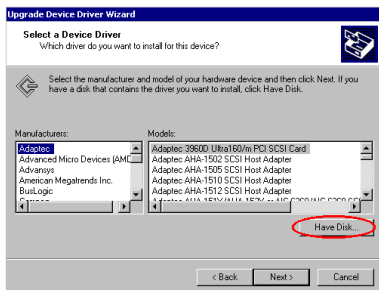 Upgrade Device Driver Wizard
Select a Device Driver
Which driver do you want to install for this device?
Select the manufacturer and model of your hardware device and then click Next. If you
have a disk that contains the driver you want to install, click Have Disk.
Manufacturers:
Adaptec
Advanced Micro Devices (AMD
Advansys
American Megatrends Inc.
BusLogic
Models:
Adaptec 3960D Ultra160/m PCI SCSI Card
Adaptec AHA-1502 SCSI Host Adapter
Adaptec AHA-1505 SCSI Host Adapter
Adaptec AHA-1510 SCSI Host Adapter
Adaptec AHA-1512 SCSI Host Adapter
Have Disk...
< Back
Next >
Cancel